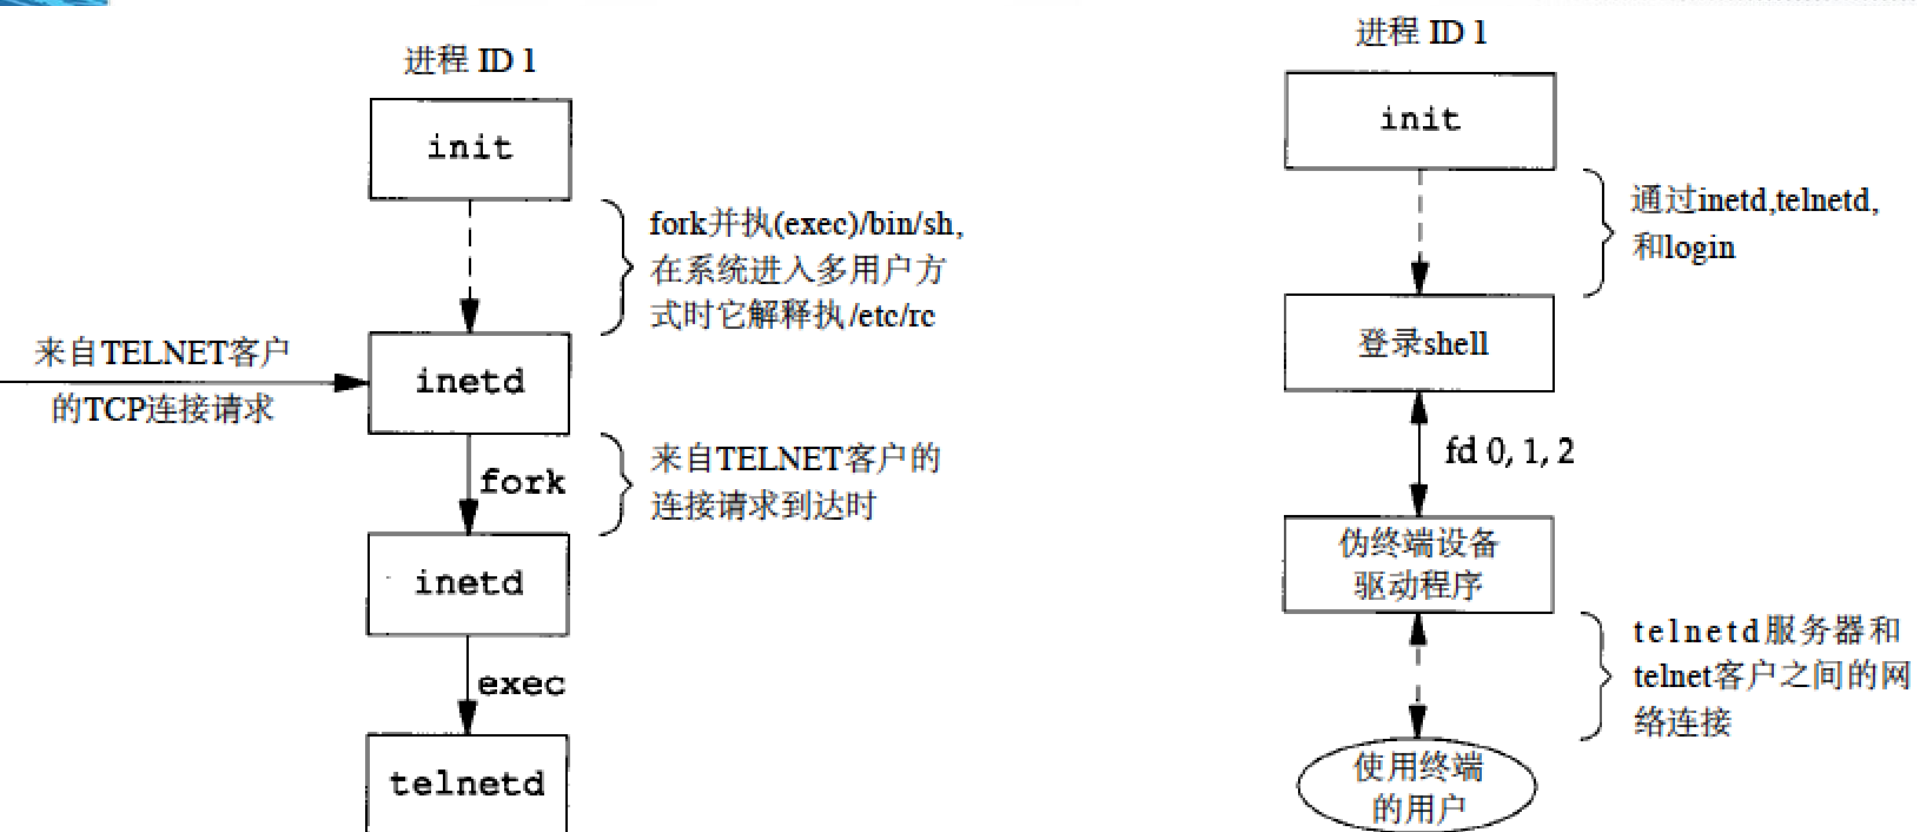 进程 ID 1
init
fork并执(exec)/bin/sh,
在系统进入多用户方
式时它解释执/etc/rc
来自TELNET客户
的TCP连接请求
inetd
fork
来自TELNET客户的
连接请求到达时
inetd
exec
telnetd
进程 ID 1
init
通过inetd,telnetd,
和login
登录shell
fd 0, 1, 2
伪终端设备
驱动程序
telnetd服务器和
telnet客户之间的网
络连接
使用终端
的用户